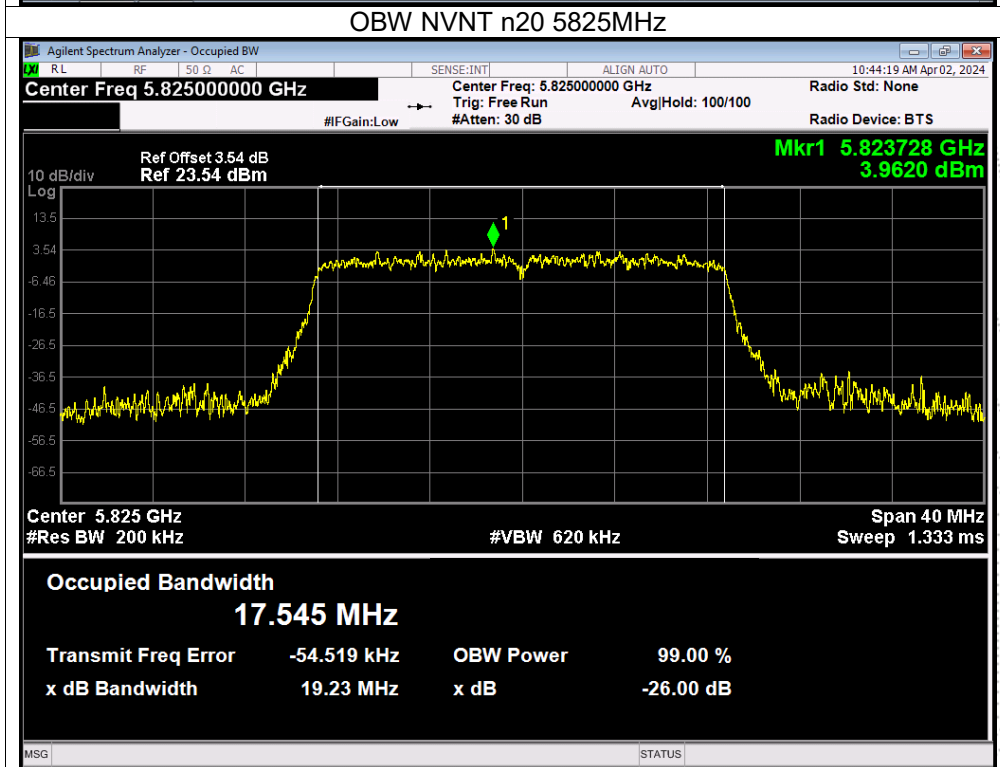 OBW NVNT n20 5825MHz
Agilent Spectrum Analyzer - Occupied BW
LXI RL RF 50 Ω AC SENSE:INT ALIGN AUTO 10:44:19 AM Apr 02, 2024
Center Freq 5.825000000 GHz Center Freq: 5.825000000 GHz Radio Std: None
Trig: Free Run Avg|Hold: 100/100
#IFGain:Low #Atten: 30 dB Radio Device: BTS
Ref Offset 3.54 dB Mkr1 5.823728 GHz
10 dB/div Ref 23.54 dBm 3.9620 dBm
Log
13.5
1
3.54
-6.46
-16.5
-26.5
-36.5
-46.5
-56.5
-66.5
Center 5.825 GHz Span 40 MHz
#Res BW 200 kHz #VBW 620 kHz Sweep 1.333 ms
Occupied Bandwidth
17.545 MHz
Transmit Freq Error -54.519 kHz OBW Power 99.00 %
x dB Bandwidth 19.23 MHz x dB -26.00 dB
MSG STATUS